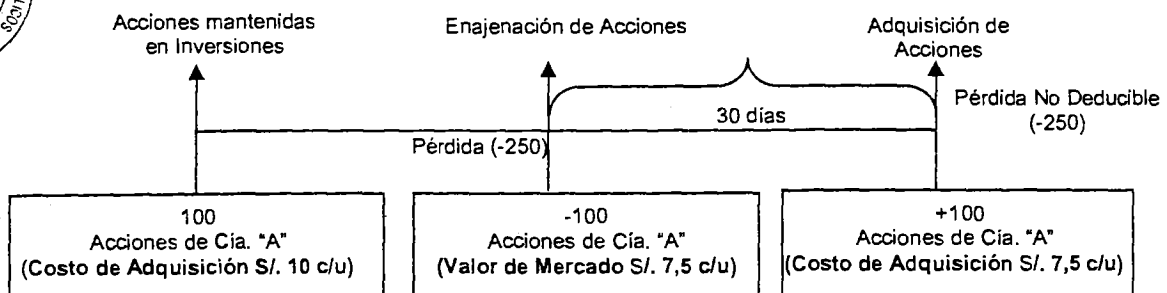 Acciones mantenidas
en Inversiones
Enajenación de Acciones
Adquisición de
Acciones
30 días
Pérdida No Deducible
(-250)
Pérdida (-250)
100
Acciones de Cía. "A"
(Costo de Adquisición S/. 10 c/u)
-100
Acciones de Cía. "A"
(Valor de Mercado S/. 7,5 c/u)
+100
Acciones de Cía. "A"
(Costo de Adquisición S/. 7,5 c/u)